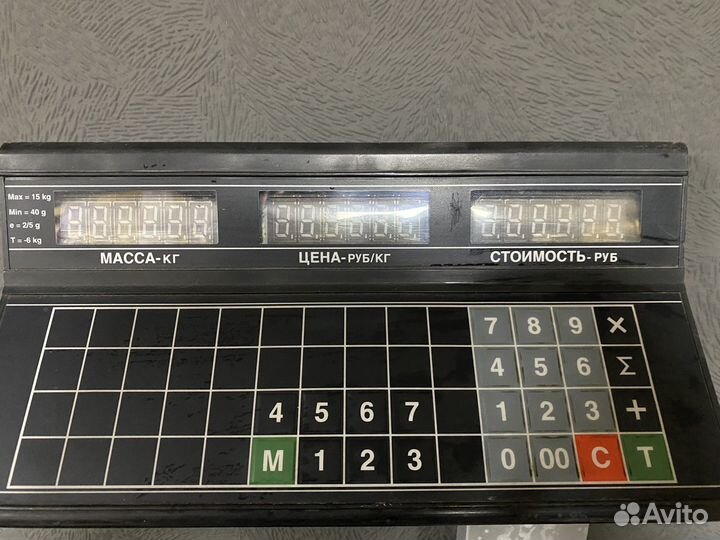 Max = 15 kg
Min = 40 g
e = 2/5 g
T = -6 kg
МАССА-КГ
ЦЕНА-РУБ/КГ
СТОИМОСТЬ-РУБ
7 8 9 ×
4 5 6 Σ
4 5 6 7 1 2 3 +
М 1 2 3 0 00 С Т
Avito